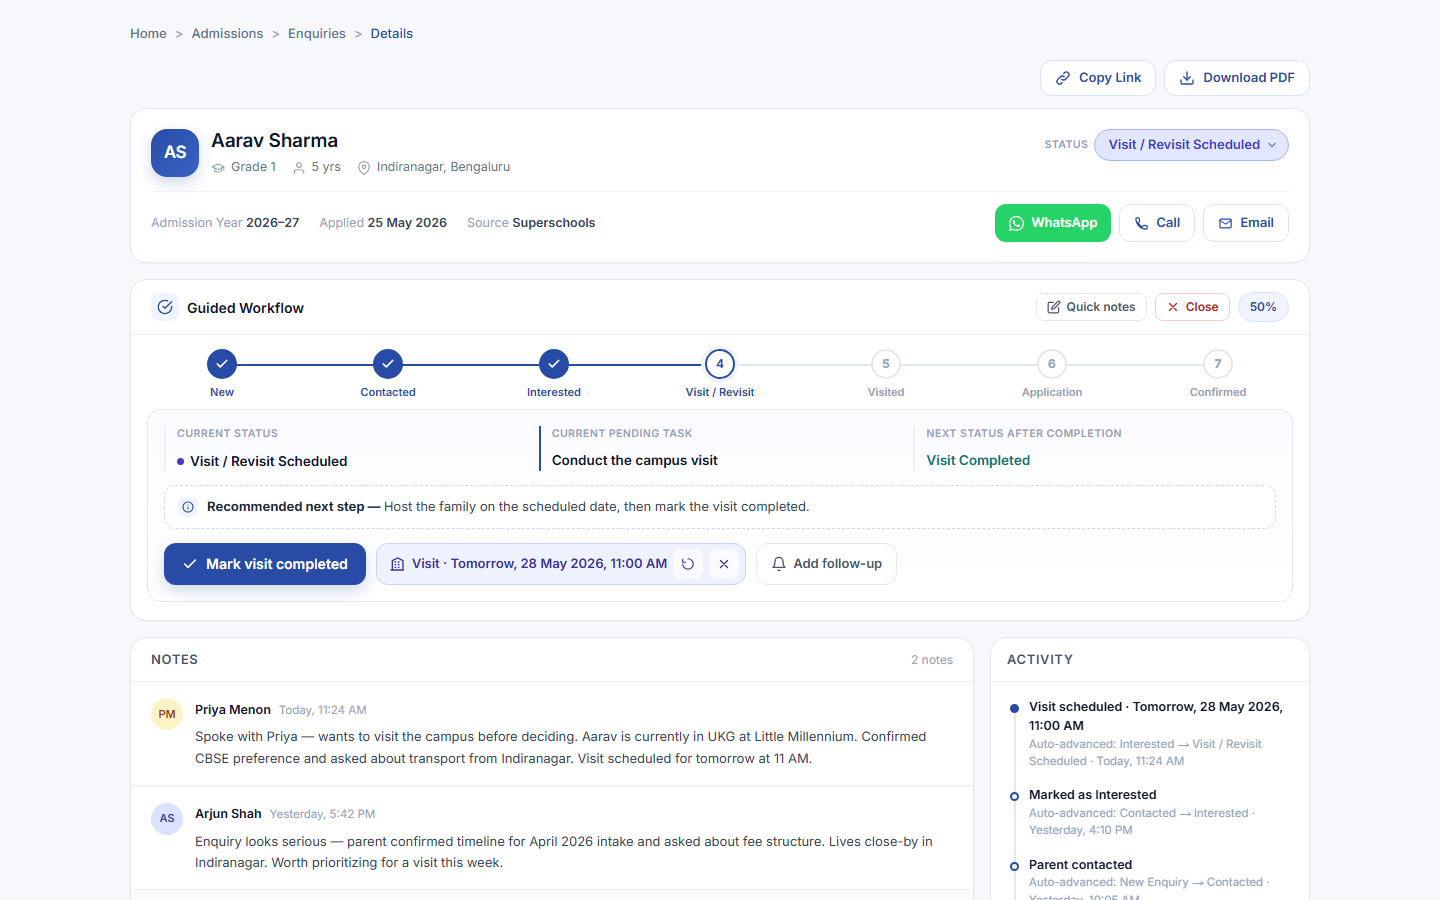 Home > Admissions > Enquiries > Details
Copy Link
Download PDF
AS
Aarav Sharma
Grade 1
5 yrs
Indiranagar, Bengaluru
STATUS
Visit / Revisit Scheduled
Admission Year 2026–27
Applied 25 May 2026
Source Superschools
WhatsApp
Call
Email
Guided Workflow
Quick notes
Close
50%
4
5
6
7
New
Contacted
Interested
Visit / Revisit
Visited
Application
Confirmed
CURRENT STATUS
Visit / Revisit Scheduled
CURRENT PENDING TASK
Conduct the campus visit
NEXT STATUS AFTER COMPLETION
Visit Completed
Recommended next step — Host the family on the scheduled date, then mark the visit completed.
Mark visit completed
Visit · Tomorrow, 28 May 2026, 11:00 AM
Add follow-up
NOTES
2 notes
PM
Priya Menon Today, 11:24 AM
Spoke with Priya — wants to visit the campus before deciding. Aarav is currently in UKG at Little Millennium. Confirmed
CBSE preference and asked about transport from Indiranagar. Visit scheduled for tomorrow at 11 AM.
AS
Arjun Shah Yesterday, 5:42 PM
Enquiry looks serious — parent confirmed timeline for April 2026 intake and asked about fee structure. Lives close-by in
Indiranagar. Worth prioritizing for a visit this week.
ACTIVITY
Visit scheduled · Tomorrow, 28 May 2026,
11:00 AM
Auto-advanced: Interested → Visit / Revisit
Scheduled · Today, 11:24 AM
Marked as Interested
Auto-advanced: Contacted → Interested ·
Yesterday, 4:10 PM
Parent contacted
Auto-advanced: New Enquiry → Contacted ·
Yesterday, 10:05 AM